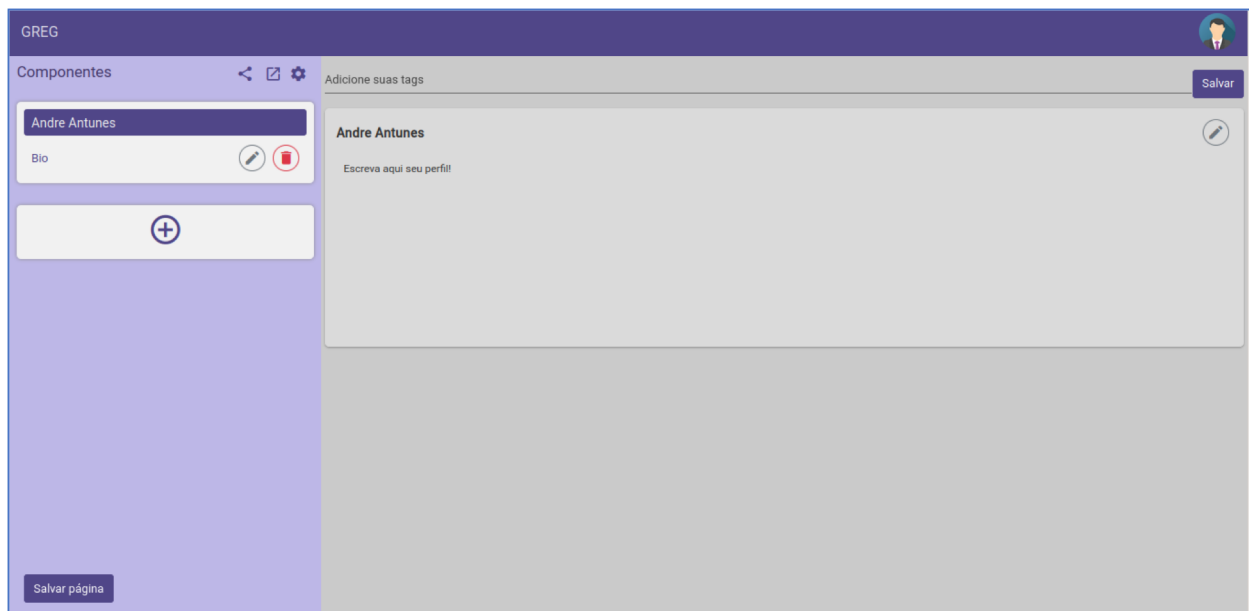 GREG
Componentes
Andre Antunes
Bio
Salvar página
Adicione suas tags
Salvar
Andre Antunes
Escreva aqui seu perfil!